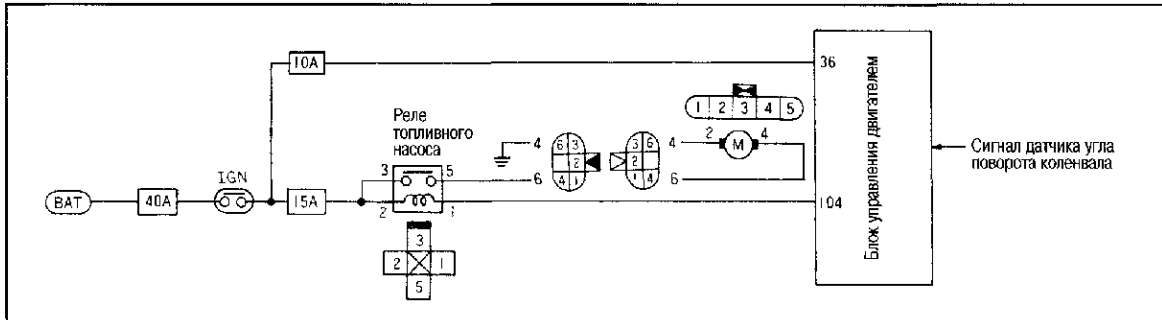 10A
36
Реле
топливного
насоса
1 2 3 4 5
4
6 3
2
4 1
3 6
2
1 4
4
2
M
4
3
5
6
6
Сигнал датчика угла
поворота коленвала
Блок управления двигателем
BAT
40A
IGN
15A
2
1
104
3
2
1
5